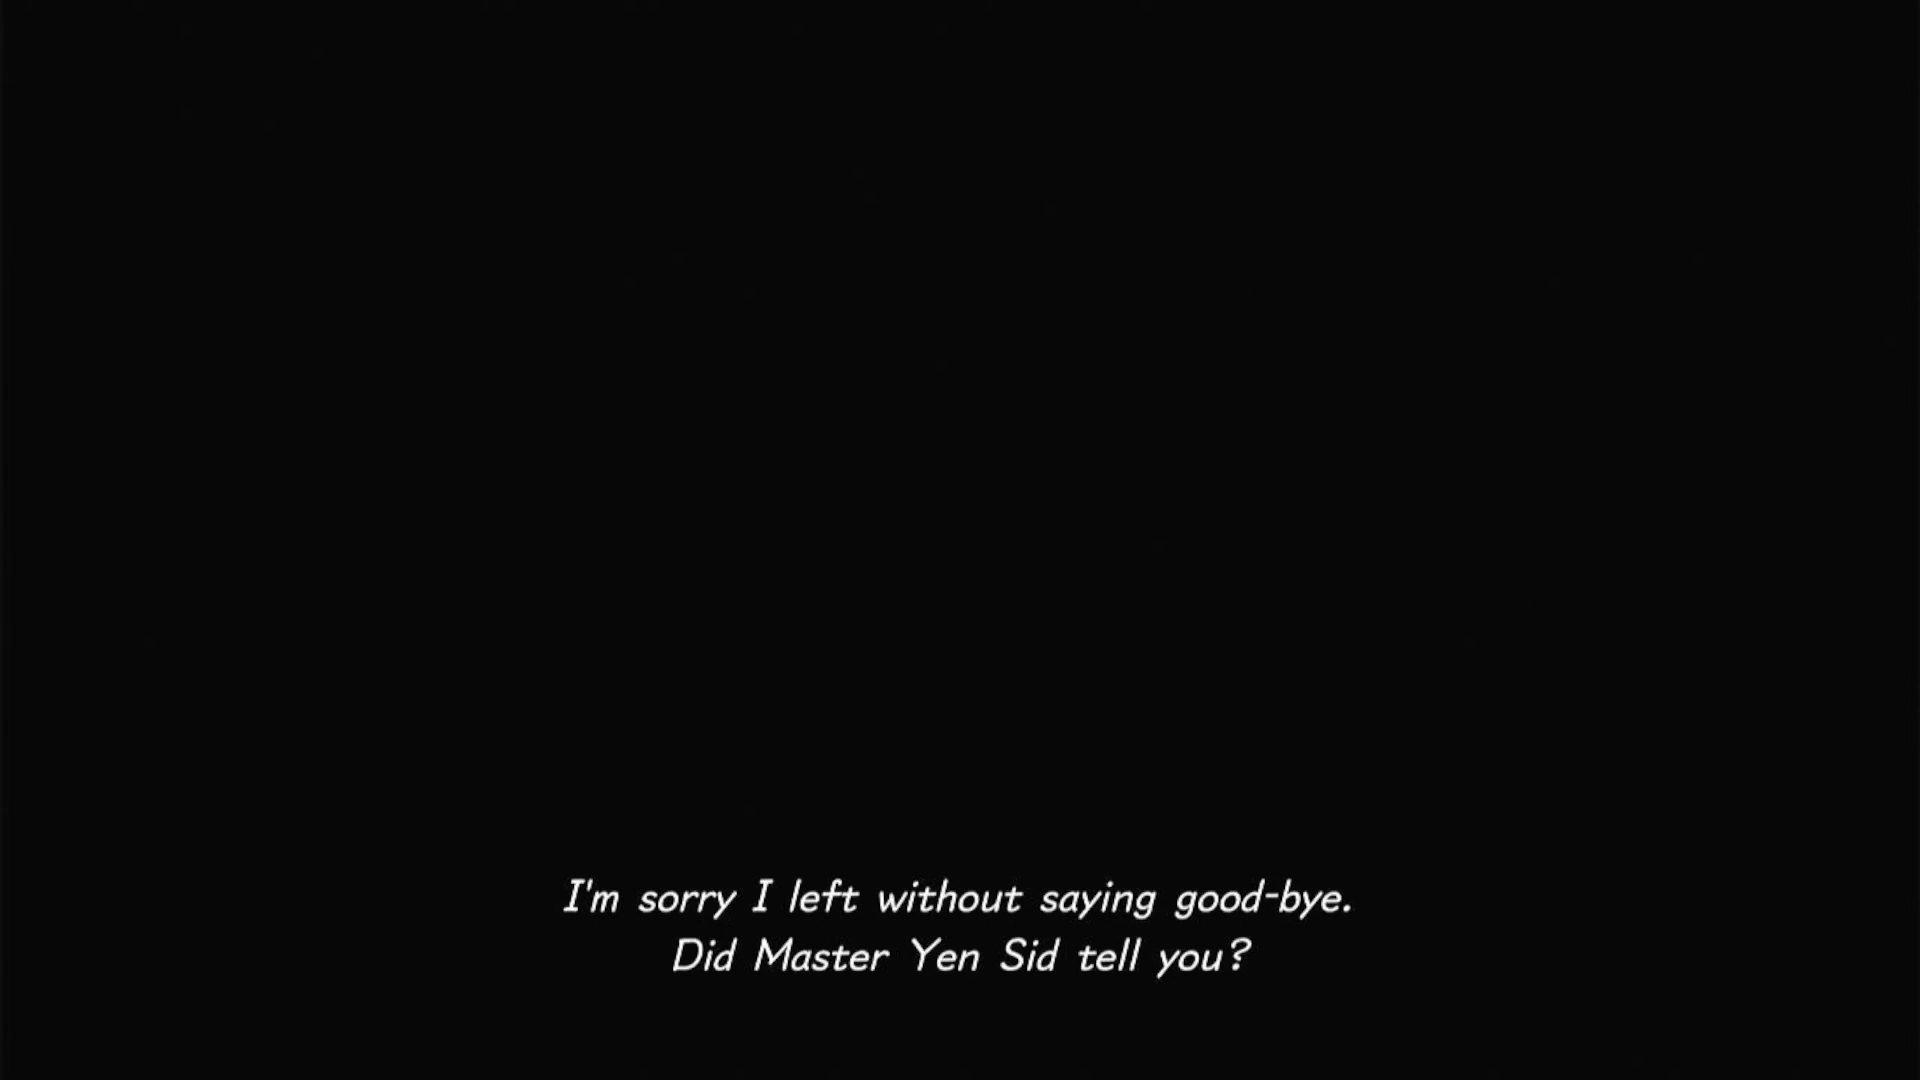 I'm sorry I left without saying good-bye.
Did Master Yen Sid tell you?